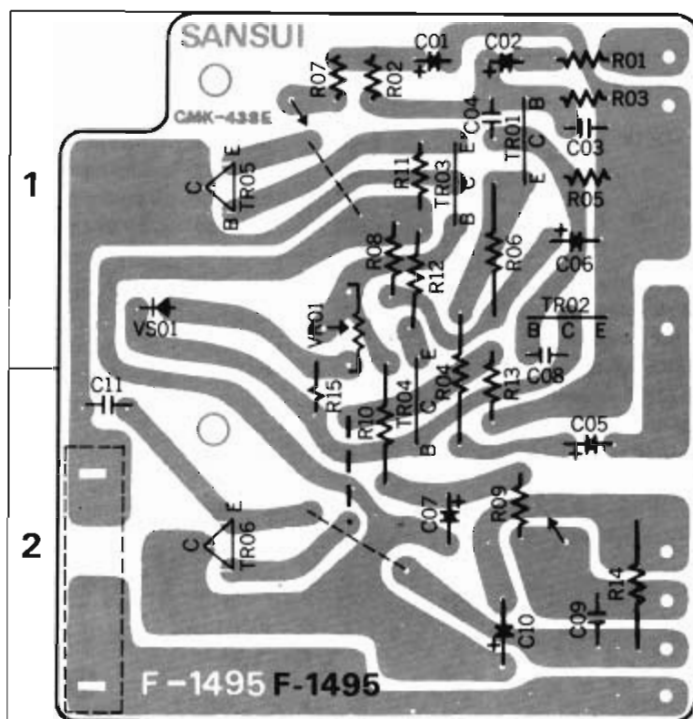 SANSUI
C01
C02
R07
R02
R01
R03
CMK-438E
C04
B
TR01
C
E
C03
1
E
C
TR05
B
R11
E
TR03
C
B
R05
R08
R12
R06
C06
VS01
VR01
TR02
B C E
C08
C11
R15
R10
E
TR04
C
B
R04
R13
C05
2
E
C
TR06
B
C07
R09
R14
C10
C09
F-1495 F-1495